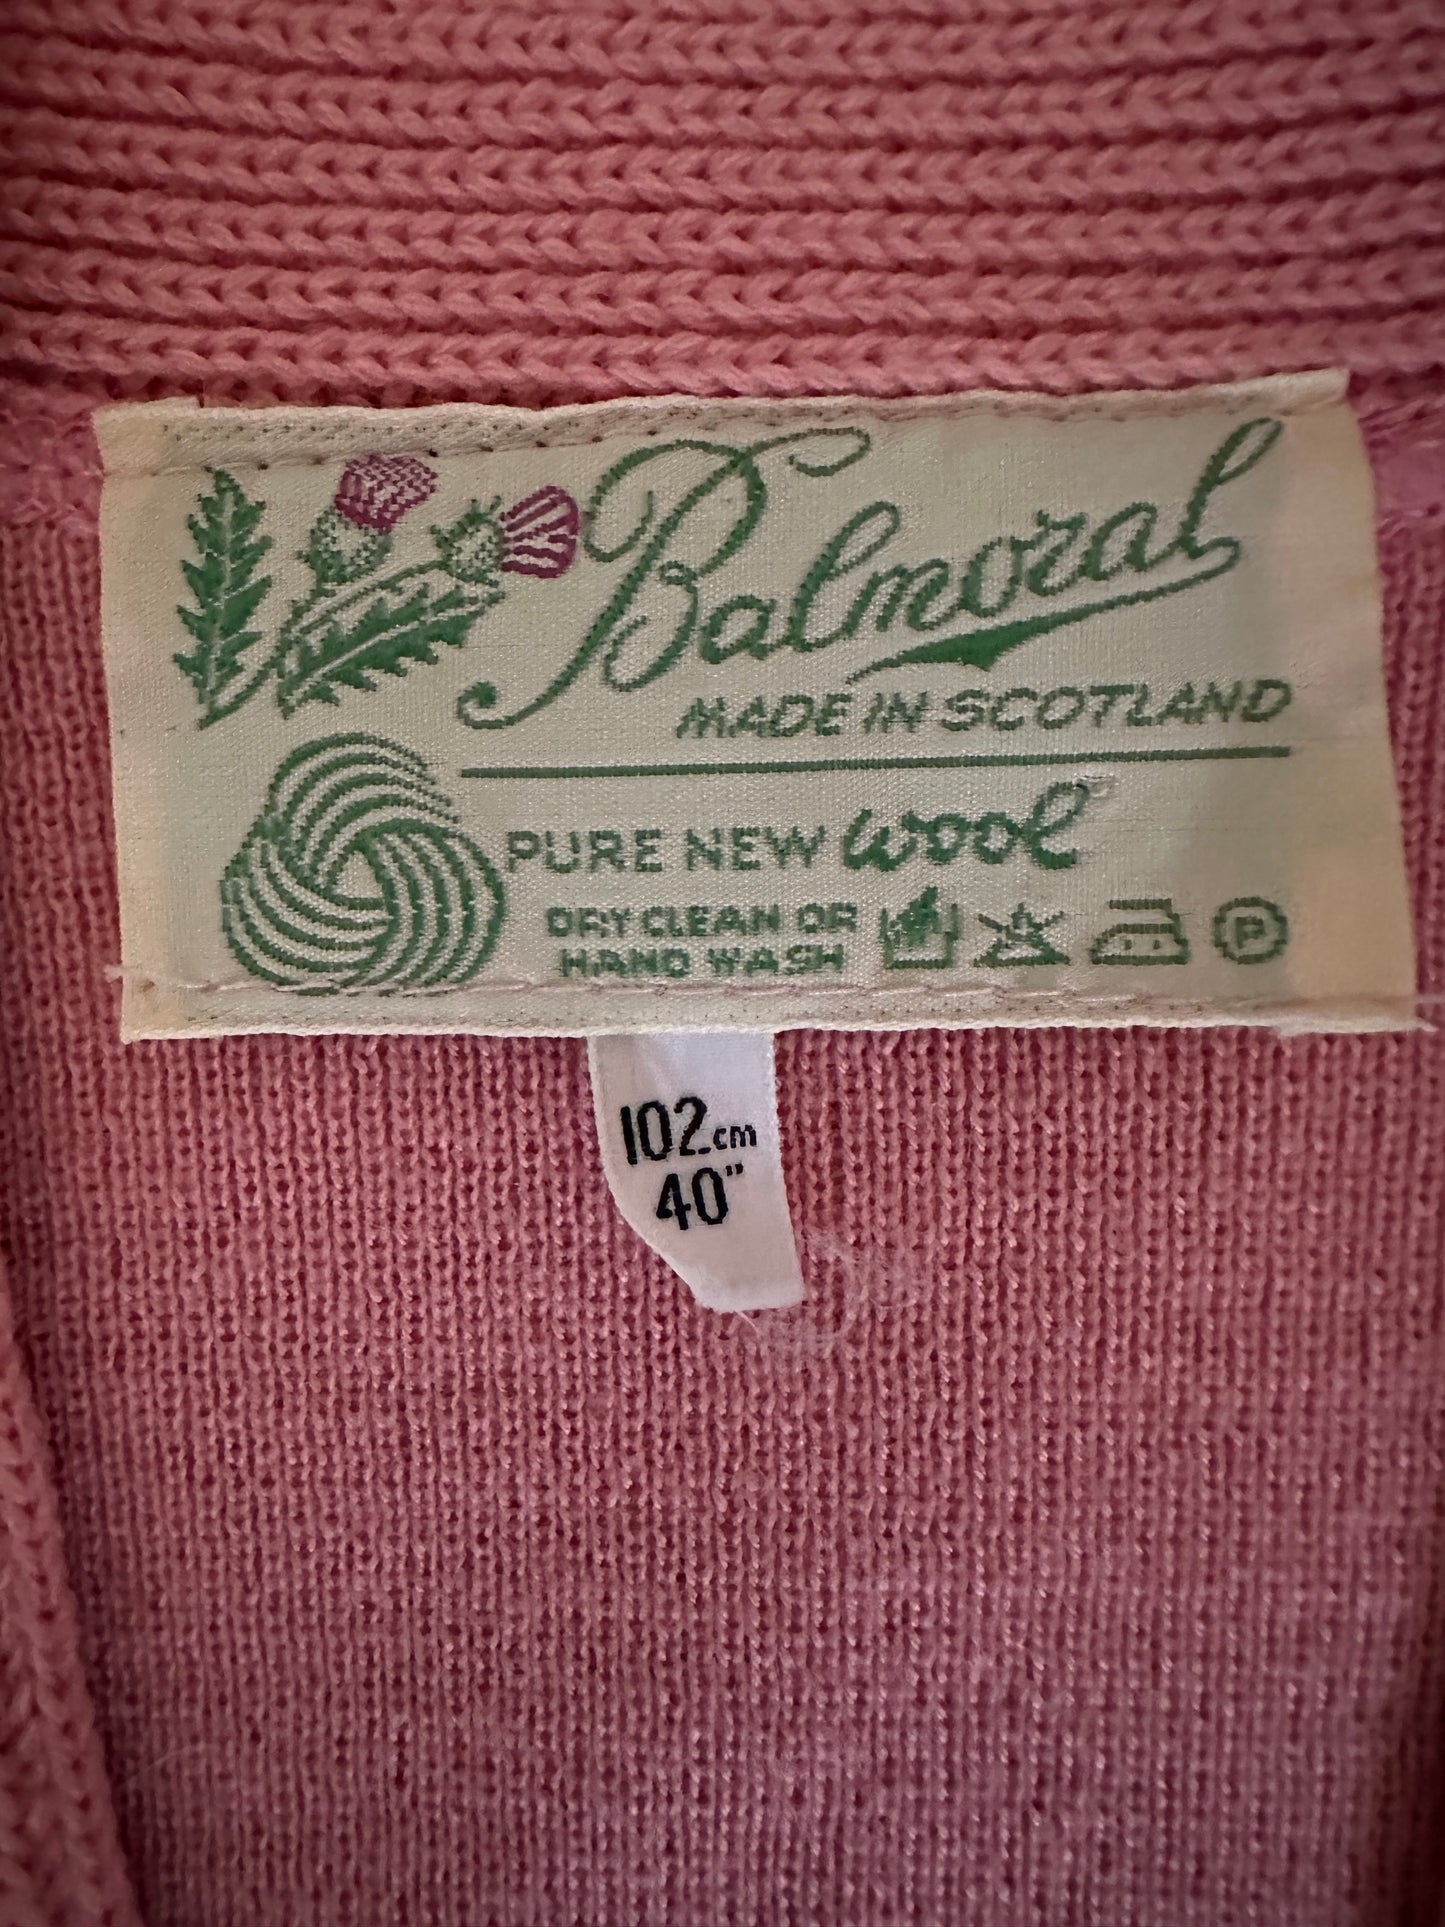 Balmoral
MADE IN SCOTLAND
PURE NEW wool
DRY CLEAN OR
HAND WASH
P
102cm
40"